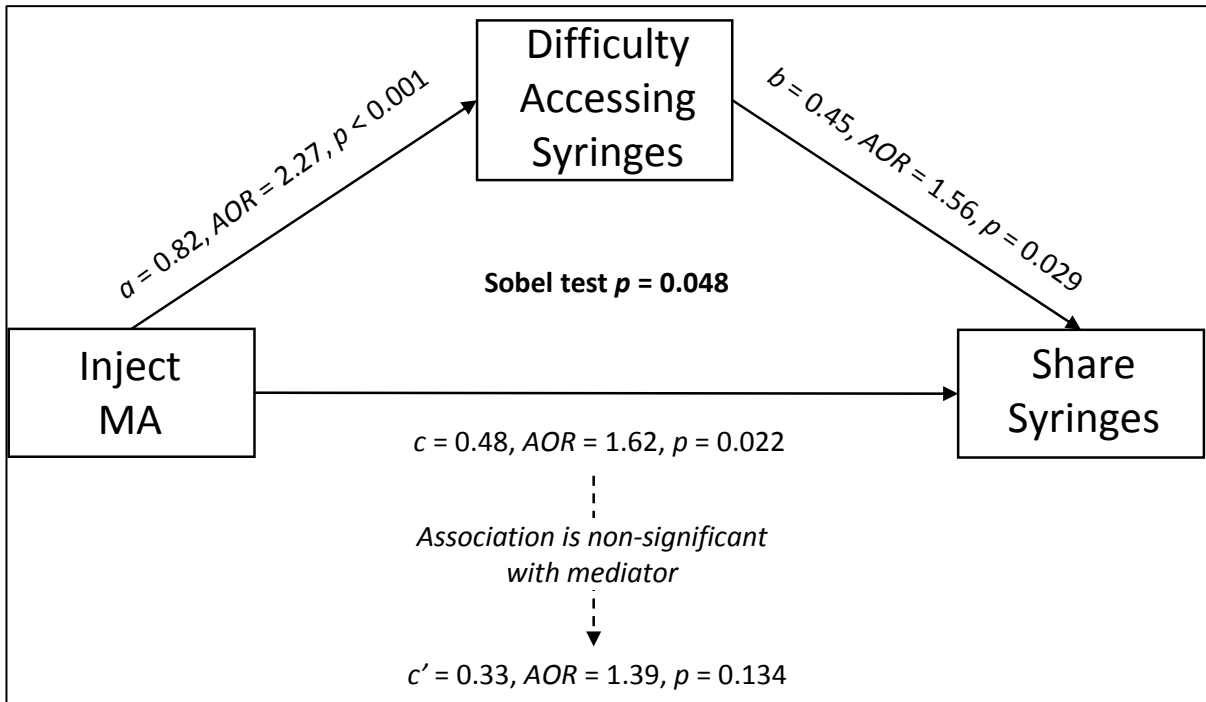 Difficulty
Accessing
Syringes
a = 0.82, AOR = 2.27, p < 0.001
b = 0.45, AOR = 1.56, p = 0.029
Sobel test p = 0.048
Inject
MA
Share
Syringes
c = 0.48, AOR = 1.62, p = 0.022
Association is non-significant
with mediator
c’ = 0.33, AOR = 1.39, p = 0.134